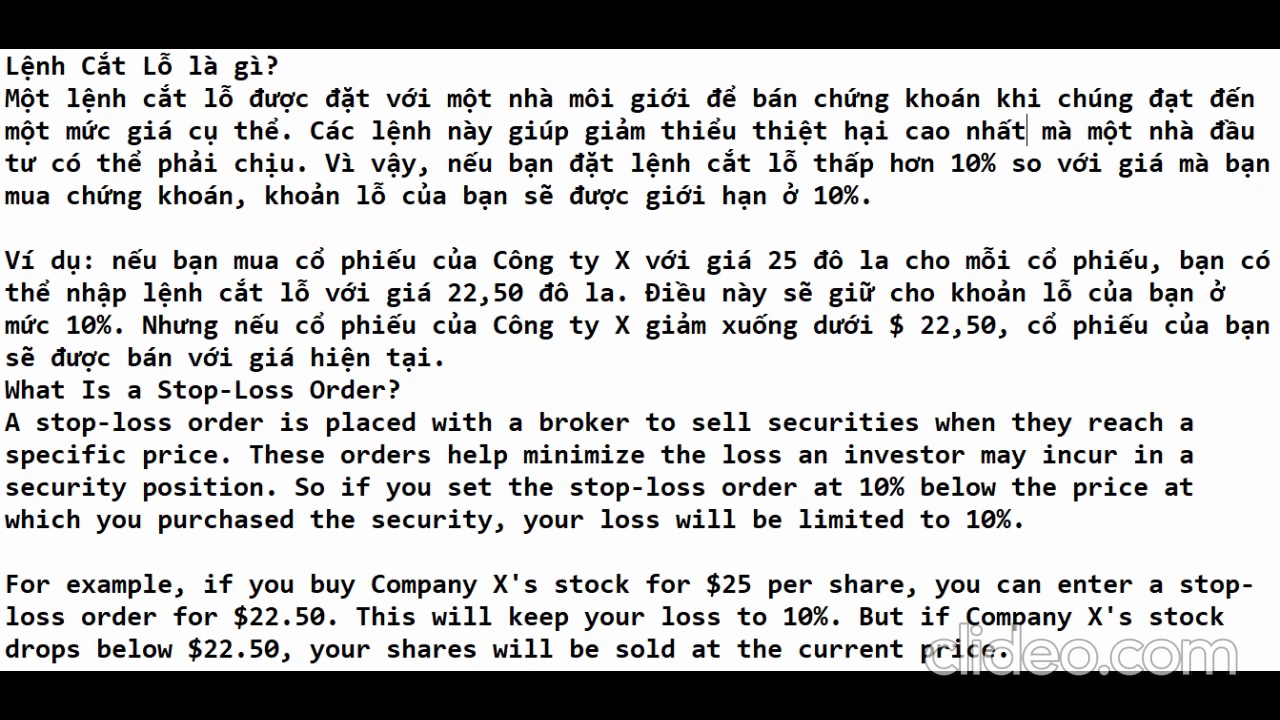 Lệnh Cắt Lỗ là gì?
Một lệnh cắt lỗ được đặt với một nhà môi giới để bán chứng khoán khi chúng đạt đến
một mức giá cụ thể. Các lệnh này giúp giảm thiểu thiệt hại cao nhất mà một nhà đầu
tư có thể phải chịu. Vì vậy, nếu bạn đặt lệnh cắt lỗ thấp hơn 10% so với giá mà bạn
mua chứng khoán, khoản lỗ của bạn sẽ được giới hạn ở 10%.
Ví dụ: nếu bạn mua cổ phiếu của Công ty X với giá 25 đô la cho mỗi cổ phiếu, bạn có
thể nhập lệnh cắt lỗ với giá 22,50 đô la. Điều này sẽ giữ cho khoản lỗ của bạn ở
mức 10%. Nhưng nếu cổ phiếu của Công ty X giảm xuống dưới $ 22,50, cổ phiếu của bạn
sẽ được bán với giá hiện tại.
What Is a Stop-Loss Order?
A stop-loss order is placed with a broker to sell securities when they reach a
specific price. These orders help minimize the loss an investor may incur in a
security position. So if you set the stop-loss order at 10% below the price at
which you purchased the security, your loss will be limited to 10%.
For example, if you buy Company X's stock for $25 per share, you can enter a stop-
loss order for $22.50. This will keep your loss to 10%. But if Company X's stock
drops below $22.50, your shares will be sold at the current price.
clideo.com